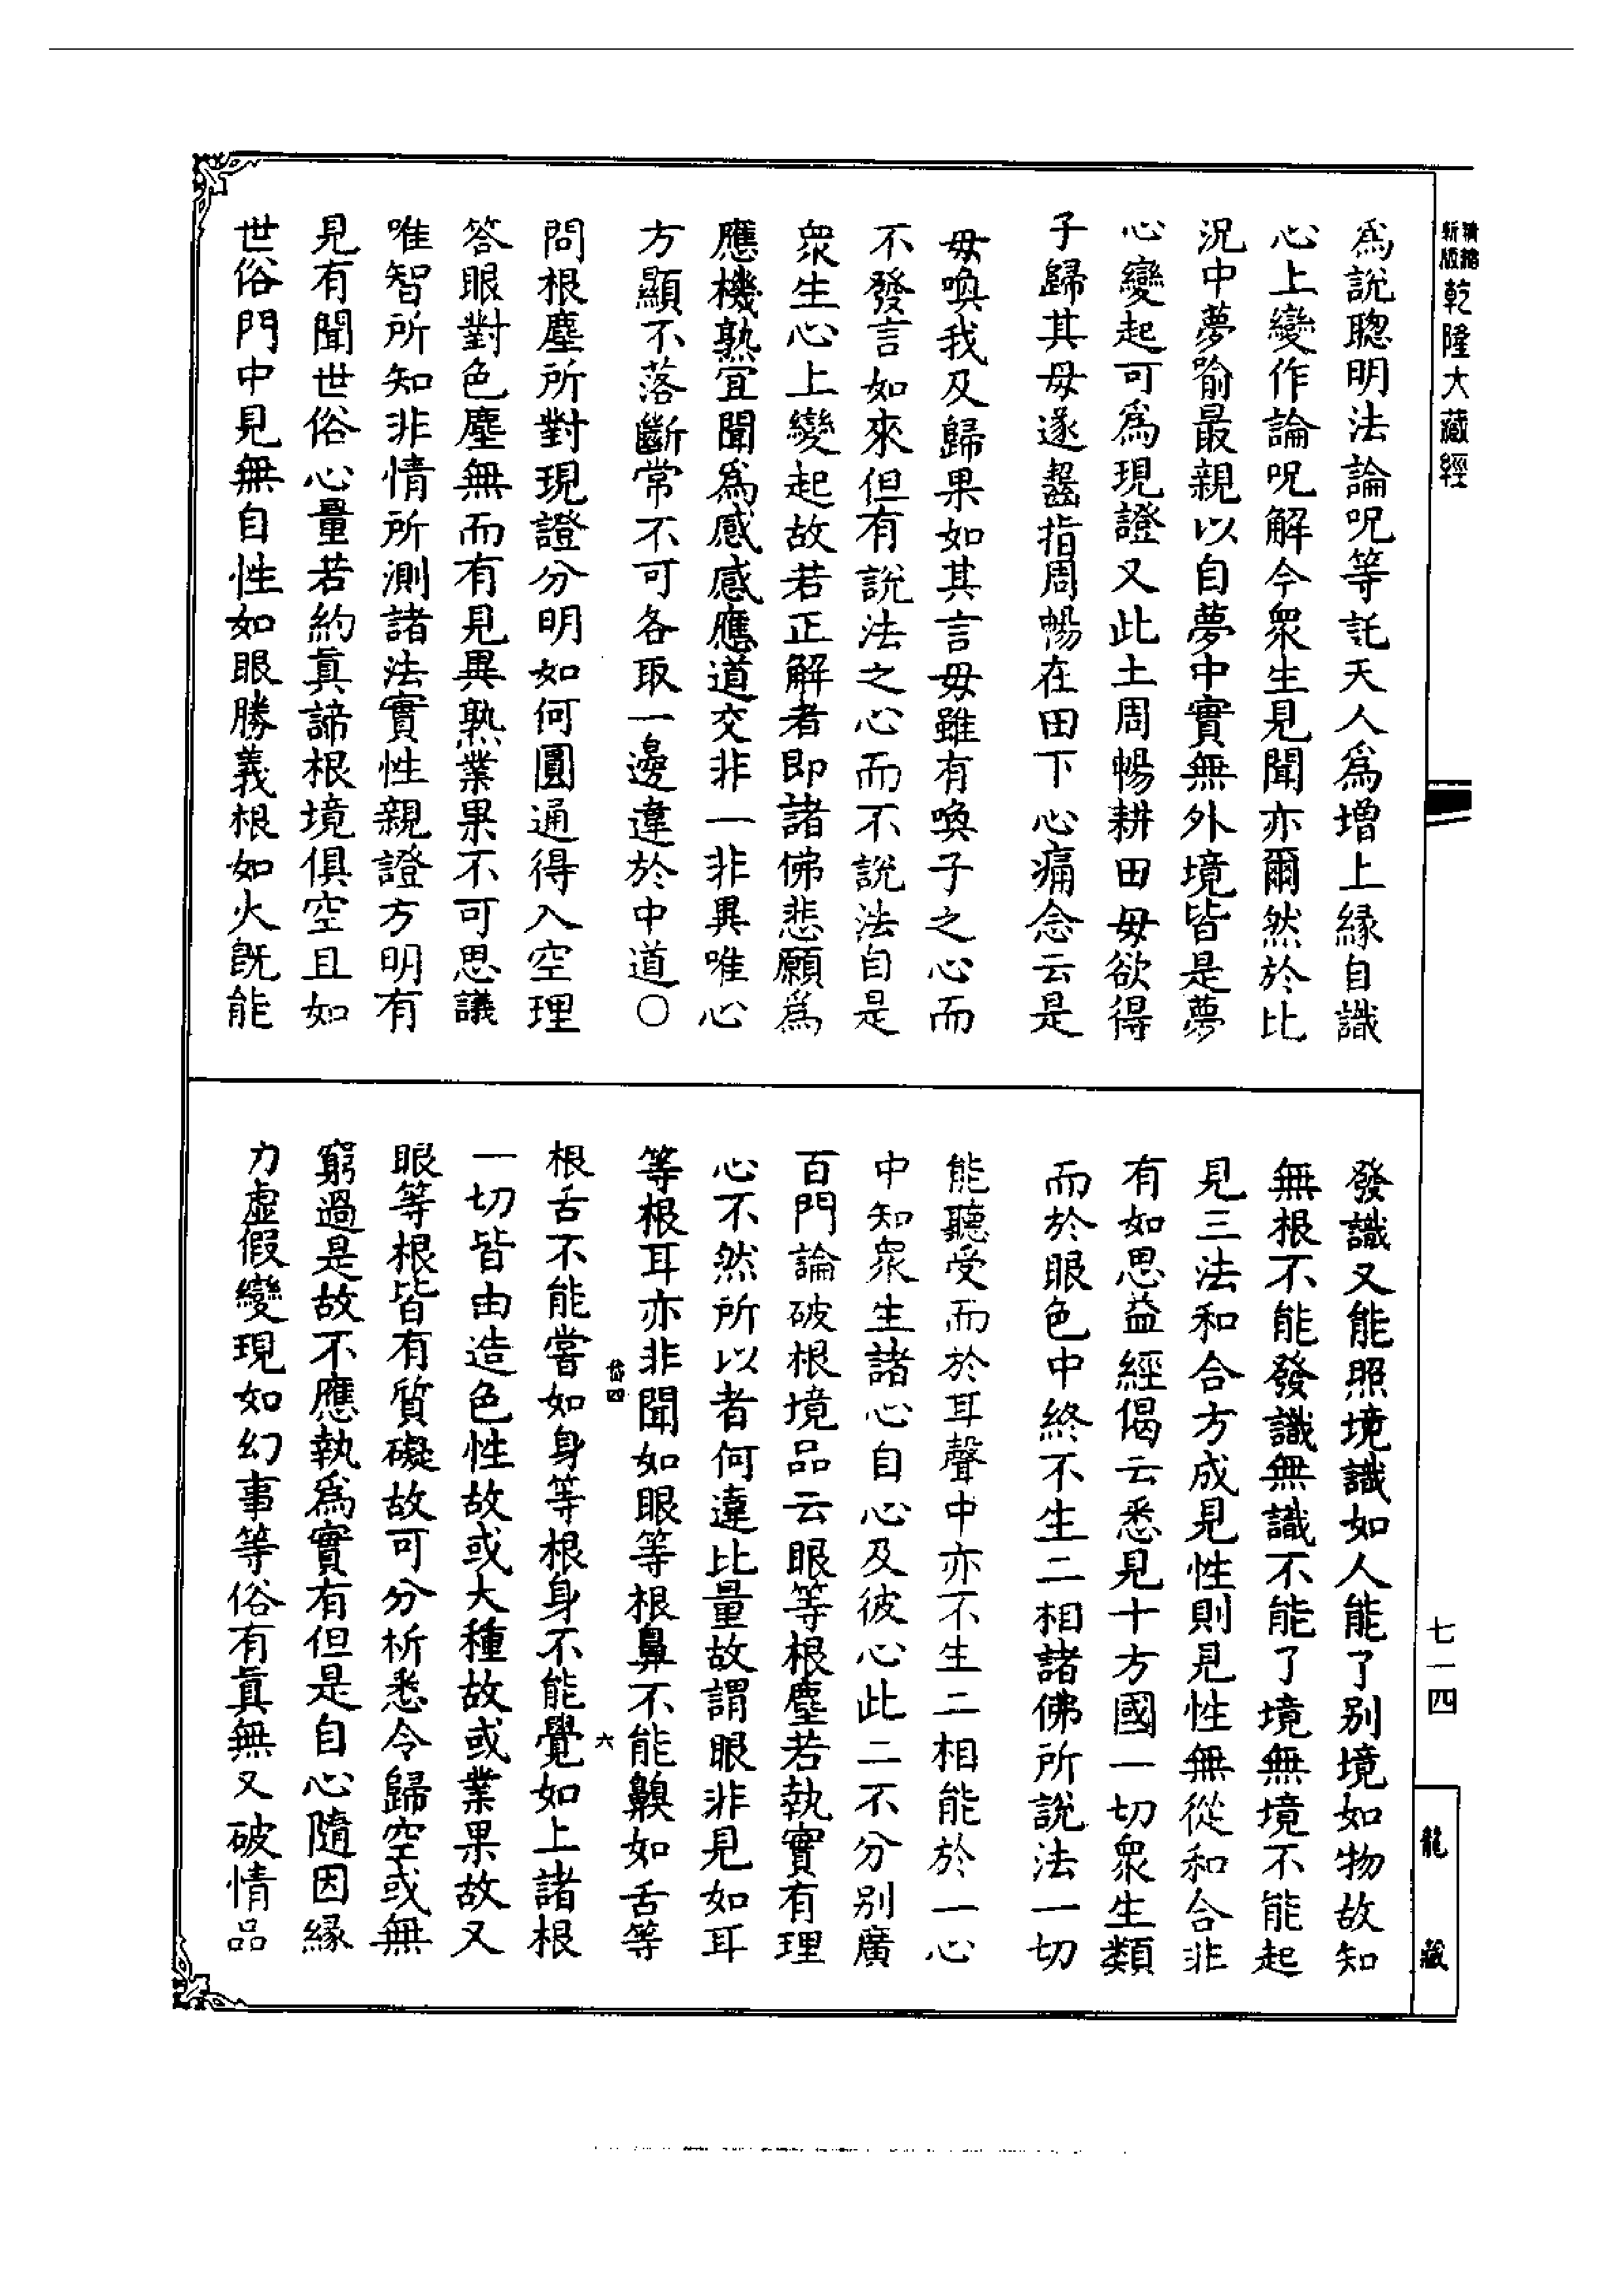 精縮新版乾隆大藏經
為說聰明法論呪等託天人為增上緣自識
心上變作論呪解今衆生見聞亦爾然於比
況中夢喻最親以自夢中實無外境皆是夢
心變起可為現證又此土周暢耕田母欲得
子歸其母遂齧指周暢在田下心痛念云是
母喚我及歸果如其言母雖有喚子之心而
不發言如來但有說法之心而不說法自是
衆生心上變起故若正解者即諸佛悲願為
應機熟宜聞為感感應道交非一非異唯心
方顯不落斷常不可各取一邊違於中道○
問根塵所對現證分明如何圓通得入空理
答眼對色塵無而有見異熟業果不可思議
唯智所知非情所測諸法實性親證方明有
見有聞世俗心量若約眞諦根境俱空且如
世俗門中見無自性如眼勝義根如火旣能
發識又能照境識如人能了別境如物故知
無根不能發識無識不能了境無境不能起
見三法和合方成見性則見性無從和合非
有如思益經偈云悉見十方國一切衆生類
而於眼色中終不生二相諸佛所說法一切
能聽受而於耳聲中亦不生二相能於一心
中知衆生諸心自心及彼心此二不分別廣
百門論破根境品云眼等根塵若執實有理
心不然所以者何違比量故謂眼非見如耳
等根耳亦非聞如眼等根鼻不能齅如舌等
根舌不能嘗如身等根身不能覺如上諸根
一切皆由造色性故或大種故或業果故又
眼等根皆有質礙故可分析悉令歸空或無
窮過是故不應執為實有但是自心隨因緣
力虛假變現如幻事等俗有眞無又破情品
六
七一四
龍藏